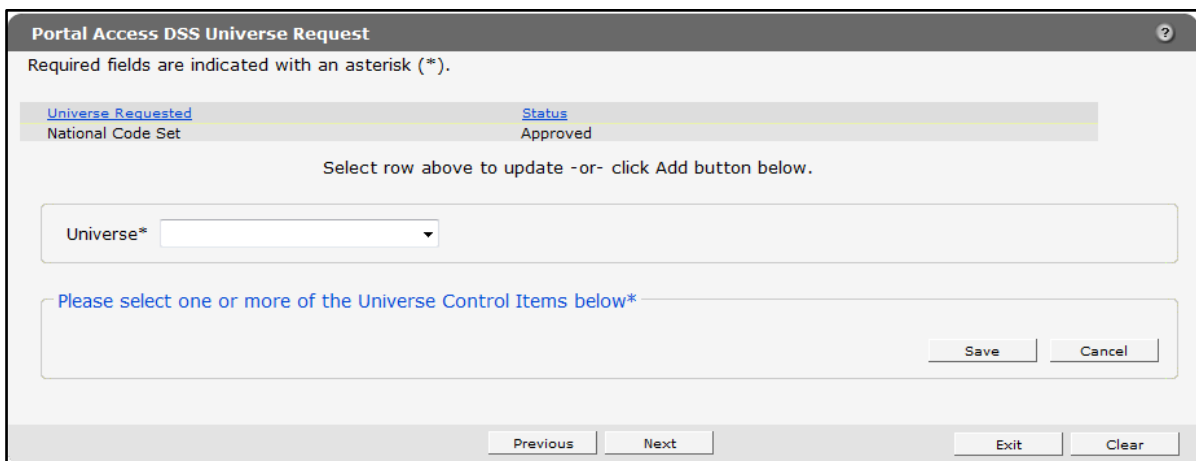 Portal Access DSS Universe Request ?
Required fields are indicated with an asterisk (*).
Universe Requested Status
National Code Set Approved
Select row above to update -or- click Add button below.
Universe*
Please select one or more of the Universe Control Items below*
Save Cancel
Previous Next Exit Clear